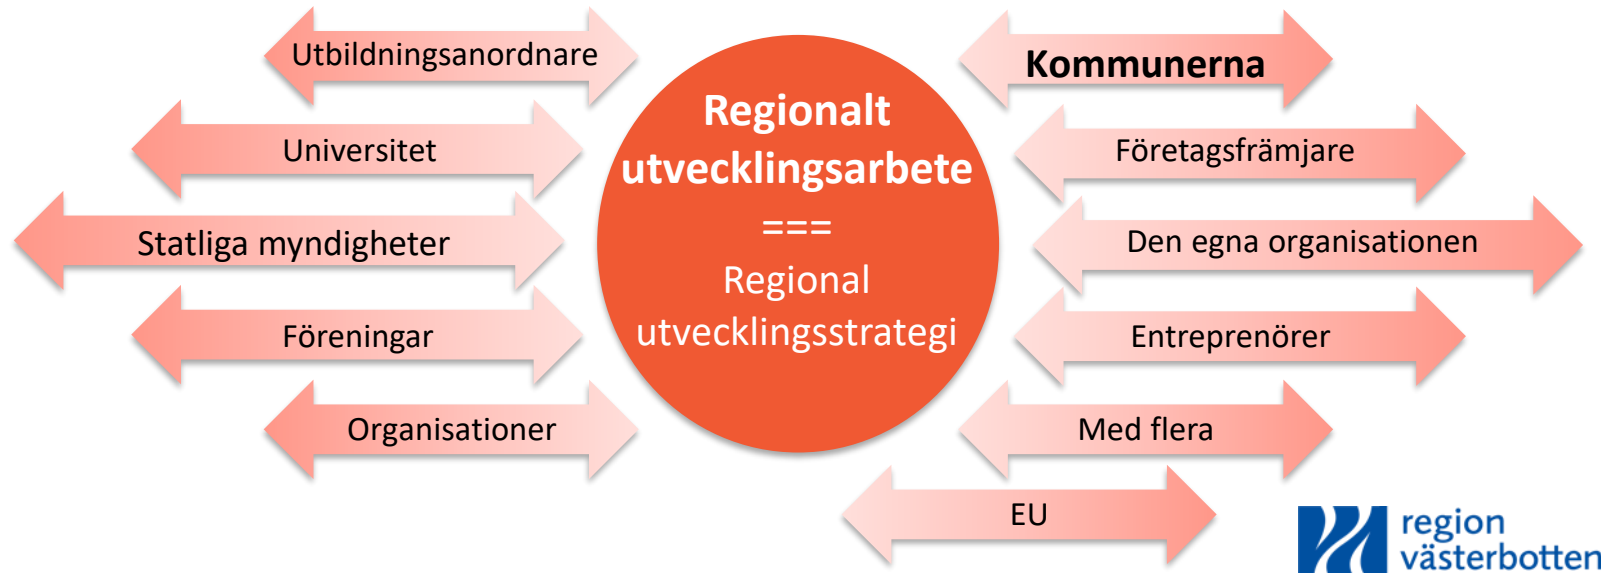 Utbildningsanordnare
Universitet
Statliga myndigheter
Föreningar
Organisationer
Regionalt
utvecklingsarbete
===
Regional
utvecklingsstrategi
Kommunerna
Företagsfrämjare
Den egna organisationen
Entreprenörer
Med flera
EU
region
västerbotten